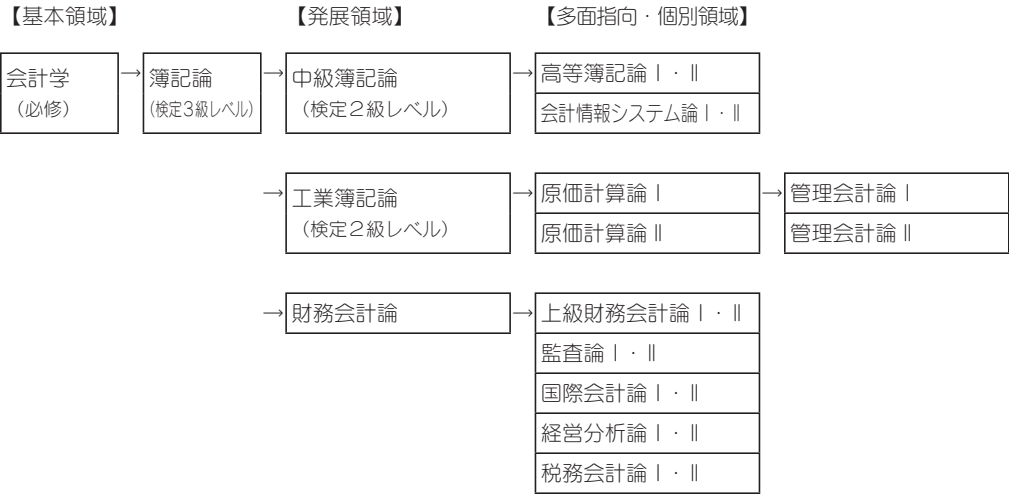 【基本領域】 【発展領域】 【多面指向・個別領域】
会計学 → 簿記論 → 中級簿記論 → 高等簿記論Ⅰ・Ⅱ
(必修) (検定3級レベル) (検定2級レベル) 会計情報システム論Ⅰ・Ⅱ
→ 工業簿記論 → 原価計算論Ⅰ → 管理会計論Ⅰ
(検定2級レベル) 原価計算論Ⅱ 管理会計論Ⅱ
→ 財務会計論 → 上級財務会計論Ⅰ・Ⅱ
監査論Ⅰ・Ⅱ
国際会計論Ⅰ・Ⅱ
経営分析論Ⅰ・Ⅱ
税務会計論Ⅰ・Ⅱ